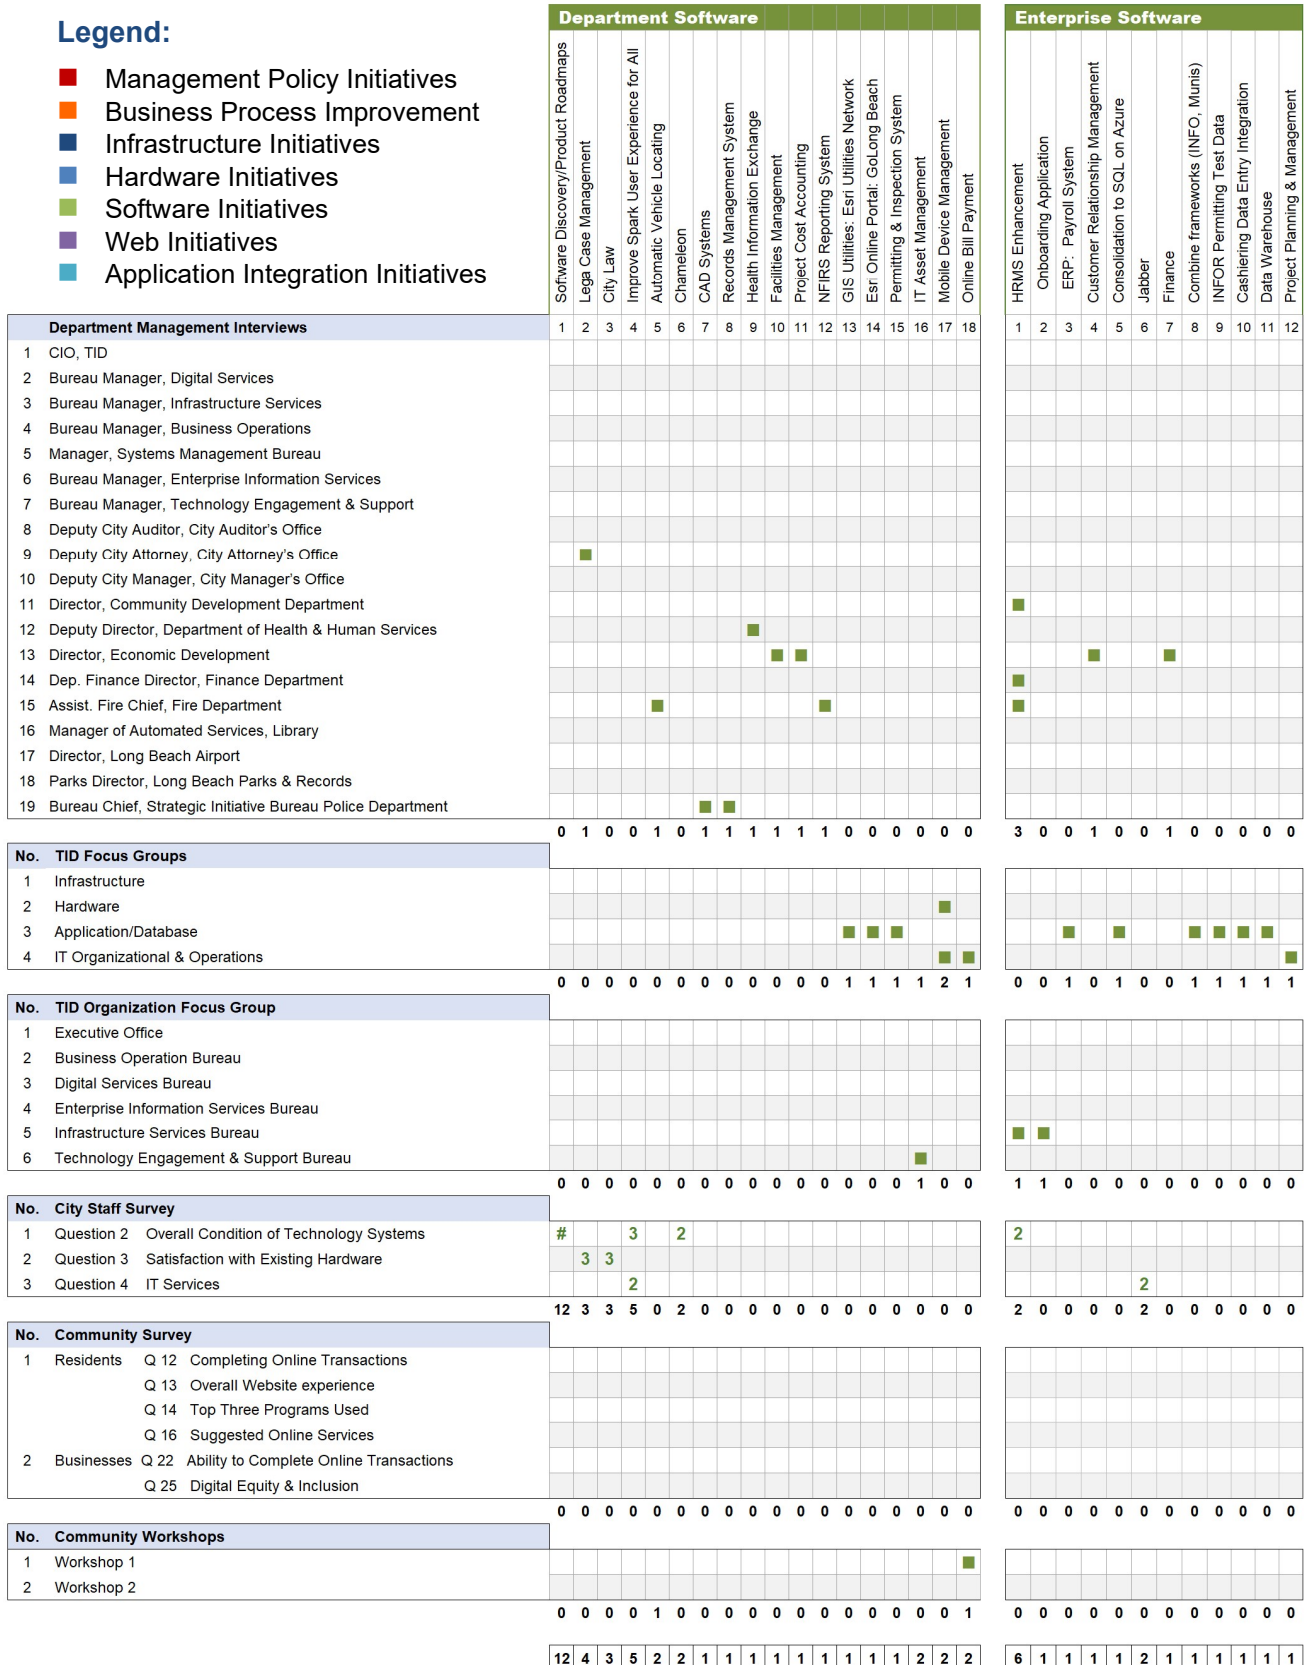 Legend:
Management Policy Initiatives
Business Process Improvement
Infrastructure Initiatives
Hardware Initiatives
Software Initiatives
Web Initiatives
Application Integration Initiatives
Department Software
Software Discovery/Product Roadmaps
Lega Case Management
City Law
Improve Spark User Experience for All
Automatic Vehicle Locating
Chameleon
CAD Systems
Records Management System
Health Information Exchange
Facilities Management
Project Cost Accounting
NFIRS Reporting System
GIS Utilities: Esri Utilities Network
Esri Online Portal: GoLong Beach
Permitting & Inspection System
IT Asset Management
Mobile Device Management
Online Bill Payment
Enterprise Software
HRMS Enhancement
Onboarding Application
ERP: Payroll System
Customer Relationship Management
Consolidation to SQL on Azure
Jabber
Finance
Combine frameworks (INFO, Munis)
INFOR Permitting Test Data
Cashiering Data Entry Integration
Data Warehouse
Project Planning & Management
Department Management Interviews 1 2 3 4 5 6 7 8 9 10 11 12 13 14 15 16 17 18 1 2 3 4 5 6 7 8 9 10 11 12
1 CIO, TID
2 Bureau Manager, Digital Services
3 Bureau Manager, Infrastructure Services
4 Bureau Manager, Business Operations
5 Manager, Systems Management Bureau
6 Bureau Manager, Enterprise Information Services
7 Bureau Manager, Technology Engagement & Support
8 Deputy City Auditor, City Auditor's Office
9 Deputy City Attorney, City Attorney's Office
10 Deputy City Manager, City Manager's Office
11 Director, Community Development Department
12 Deputy Director, Department of Health & Human Services
13 Director, Economic Development
14 Dep. Finance Director, Finance Department
15 Assist. Fire Chief, Fire Department
16 Manager of Automated Services, Library
17 Director, Long Beach Airport
18 Parks Director, Long Beach Parks & Records
19 Bureau Chief, Strategic Initiative Bureau Police Department
0 1 0 0 1 0 1 1 1 1 1 1 0 0 0 0 0 0 3 0 0 1 0 0 1 0 0 0 0 0
No. TID Focus Groups
1 Infrastructure
2 Hardware
3 Application/Database
4 IT Organizational & Operations
0 0 0 0 0 0 0 0 0 0 0 0 1 1 1 1 2 1 0 0 1 0 1 0 0 1 1 1 1 1
No. TID Organization Focus Group
1 Executive Office
2 Business Operation Bureau
3 Digital Services Bureau
4 Enterprise Information Services Bureau
5 Infrastructure Services Bureau
6 Technology Engagement & Support Bureau
0 0 0 0 0 0 0 0 0 0 0 0 0 0 0 1 0 0 1 1 0 0 0 0 0 0 0 0 0 0
No. City Staff Survey
1 Question 2 Overall Condition of Technology Systems # 3 2 2
2 Question 3 Satisfaction with Existing Hardware 3 3
3 Question 4 IT Services 2 2
12 3 3 5 0 2 0 0 0 0 0 0 0 0 0 0 0 0 2 0 0 0 0 2 0 0 0 0 0 0
No. Community Survey
1 Residents Q 12 Completing Online Transactions
Q 13 Overall Website experience
Q 14 Top Three Programs Used
Q 16 Suggested Online Services
2 Businesses Q 22 Ability to Complete Online Transactions
Q 25 Digital Equity & Inclusion
0 0 0 0 0 0 0 0 0 0 0 0 0 0 0 0 0 0 0 0 0 0 0 0 0 0 0 0 0 0
No. Community Workshops
1 Workshop 1
2 Workshop 2
0 0 0 0 1 0 0 0 0 0 0 0 0 0 0 0 0 1 0 0 0 0 0 0 0 0 0 0 0 0
12 4 3 5 2 2 1 1 1 1 1 1 1 1 1 2 2 2 6 1 1 1 1 2 1 1 1 1 1 1